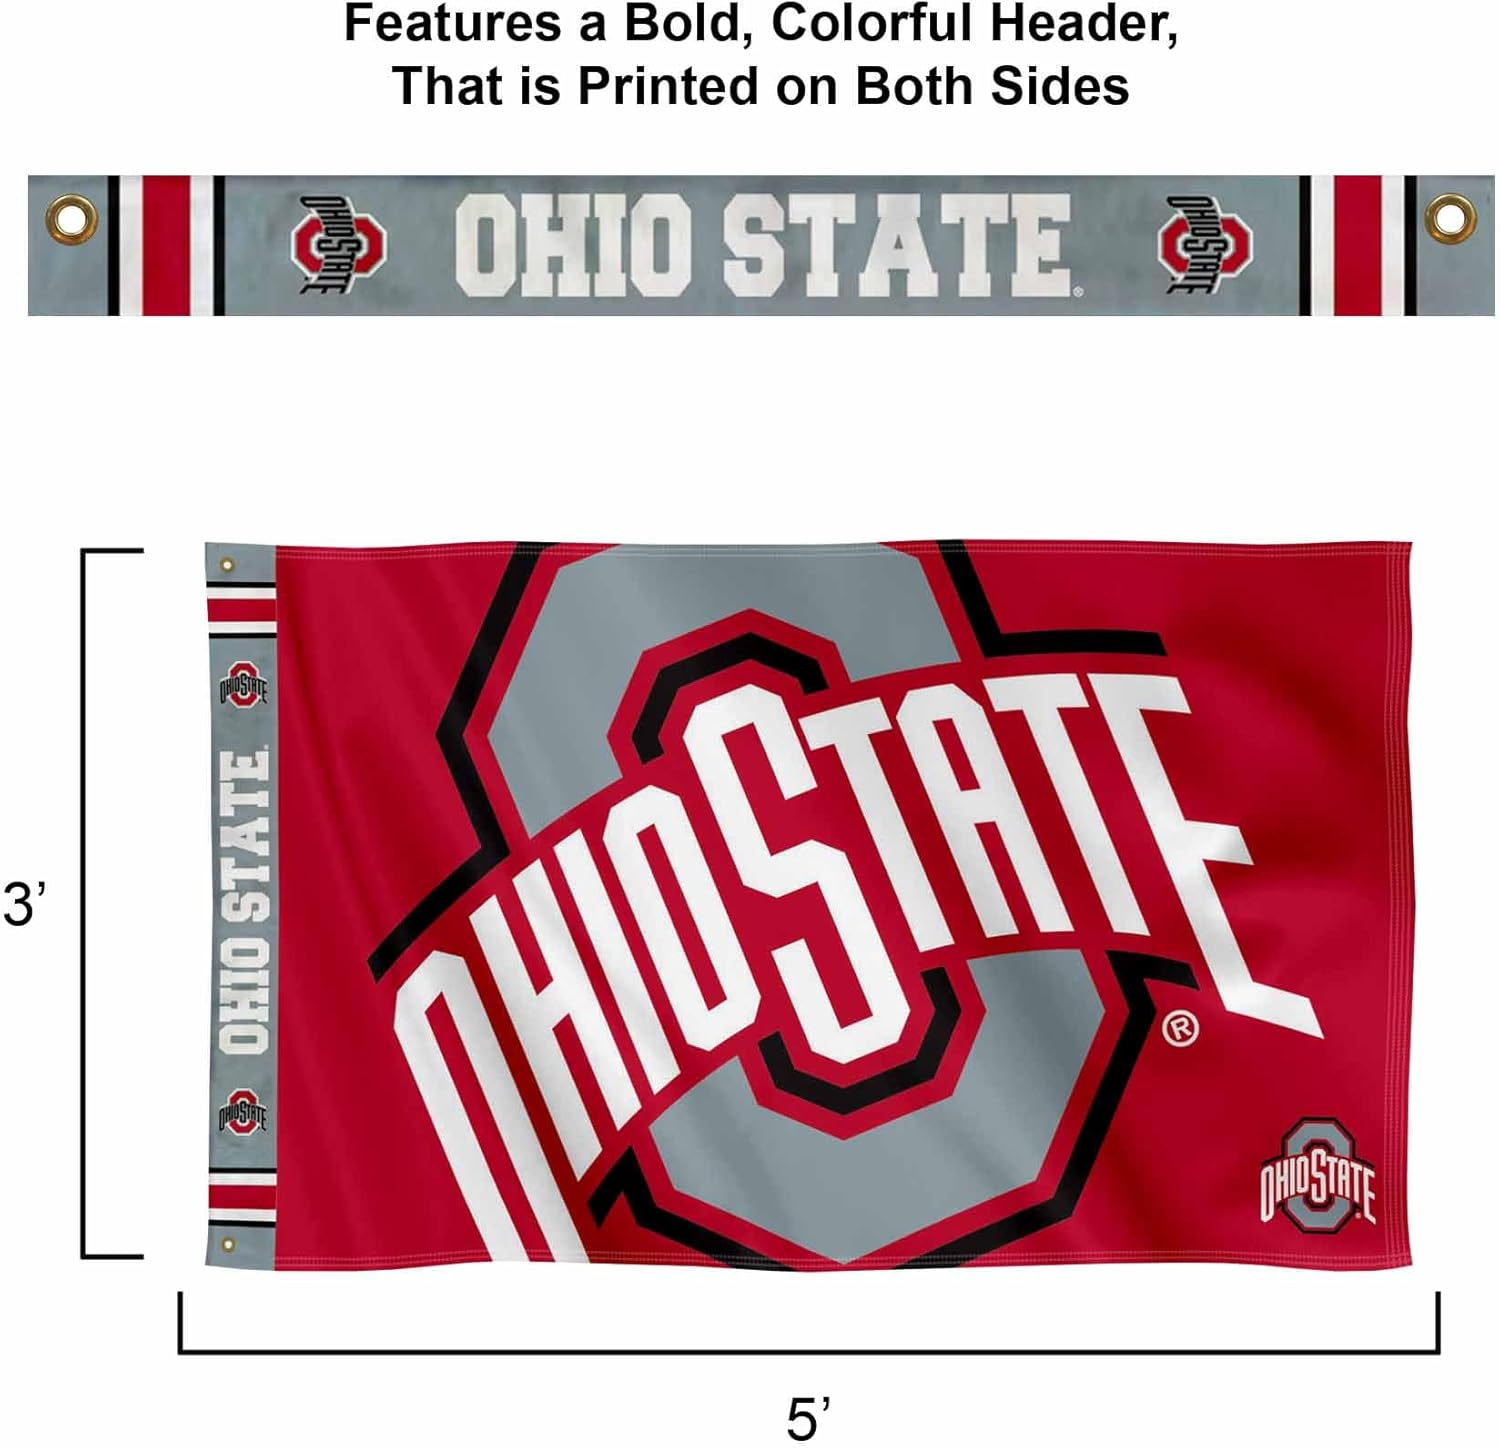 Features a Bold, Colorful Header,
That is Printed on Both Sides
OHIO STATE
OHIO STATE
OHIO STATE®
3’
OHIO STATE
OHIO STATE®
OHIO STATE
OHIO STATE®
OHIO STATE®
5’